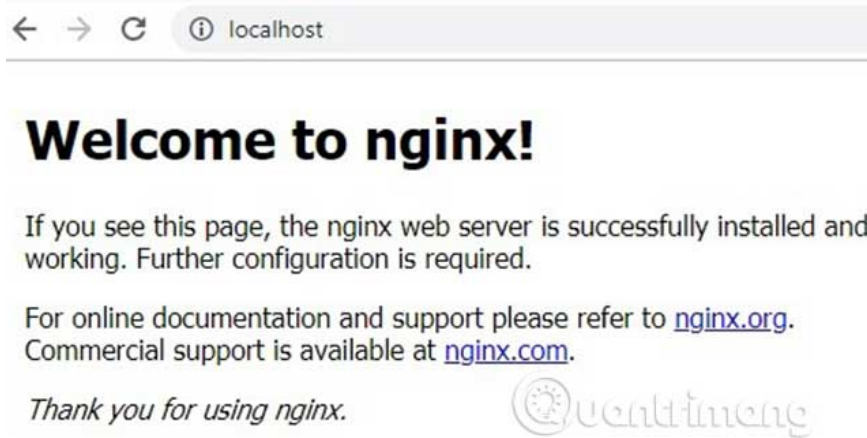 localhost
Welcome to nginx!
If you see this page, the nginx web server is successfully installed and
working. Further configuration is required.
For online documentation and support please refer to nginx.org.
Commercial support is available at nginx.com.
Thank you for using nginx.
Quantrimang